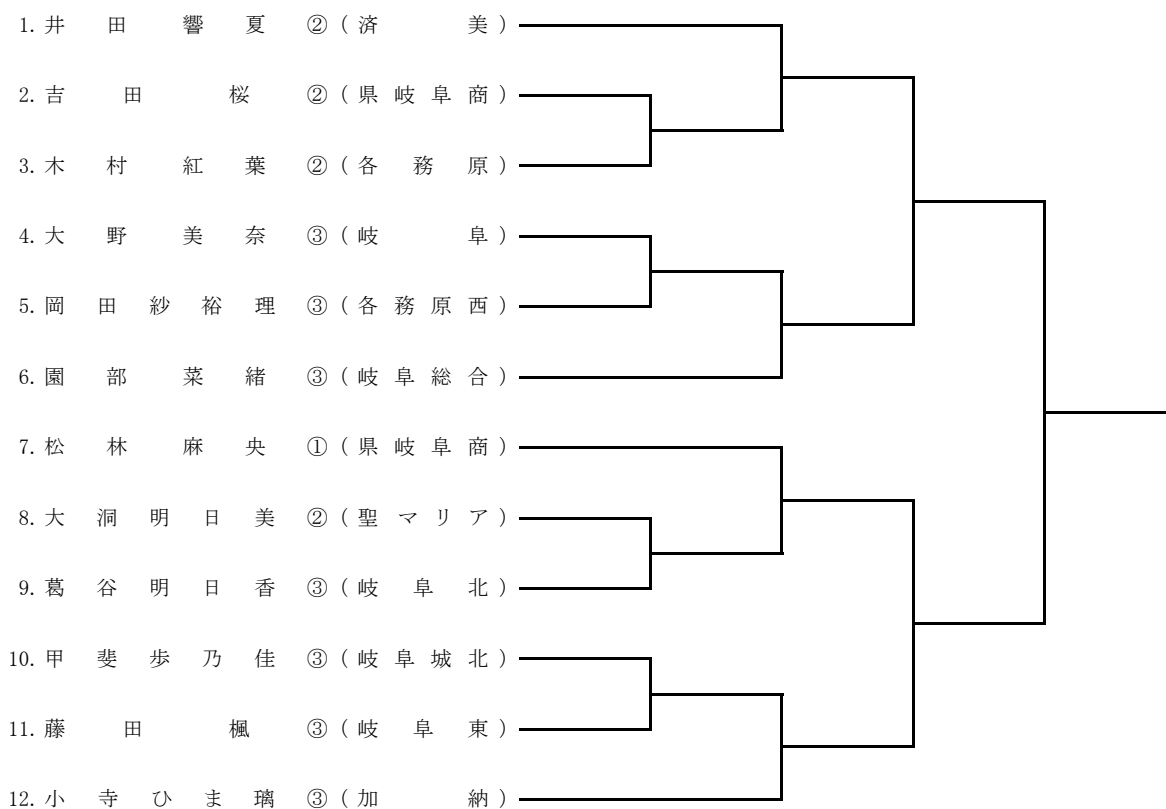 1. 井田響夏 ②(済美)
2. 吉田桜 ②(県岐阜商)
3. 木村紅葉 ②(各務原)
4. 大野美奈 ③(岐阜)
5. 岡田紗裕理 ③(各務原西)
6. 園部菜緒 ③(岐阜総合)
7. 松林麻央 ①(県岐阜商)
8. 大洞明日美 ②(聖マリア)
9. 葛谷明日香 ③(岐阜北)
10. 甲斐歩乃佳 ③(岐阜城北)
11. 藤田楓 ③(岐阜東)
12. 小寺ひま璃 ③(加納)